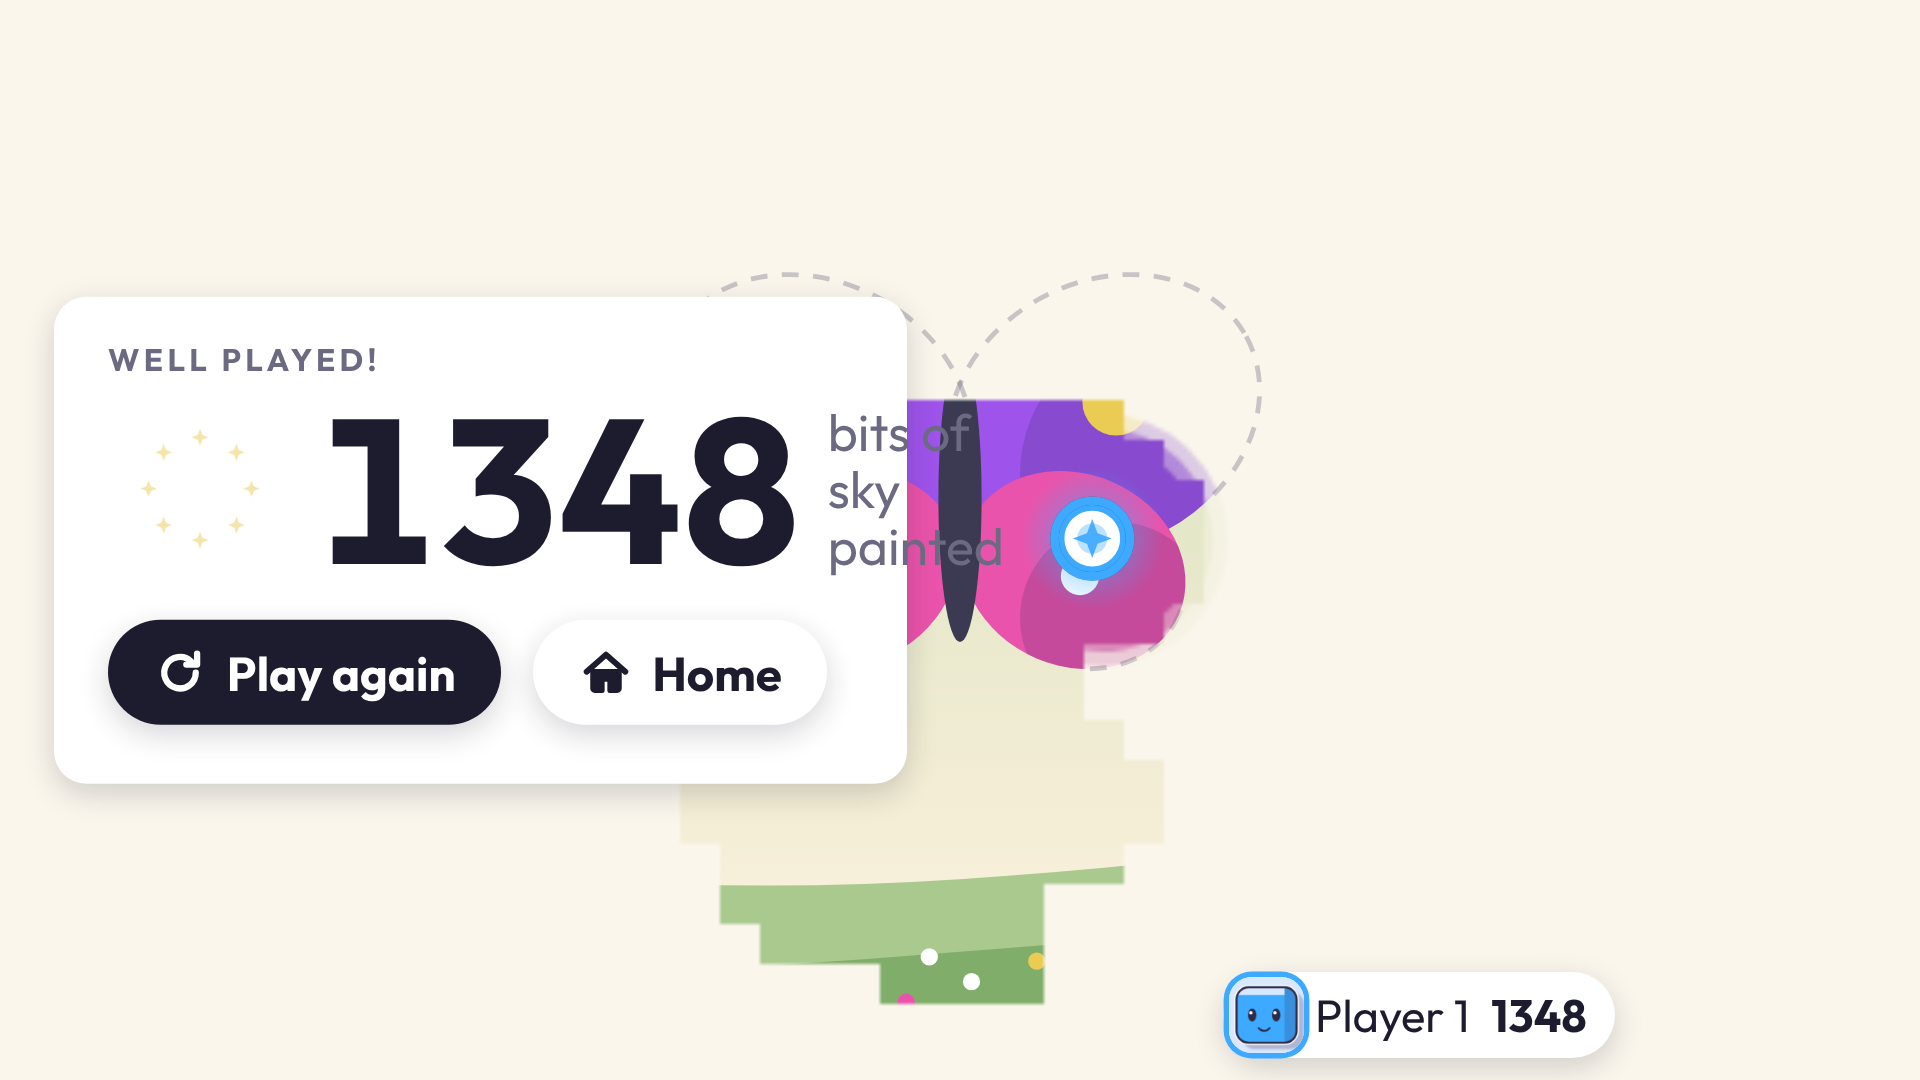 WELL PLAYED!
1348
bits of
sky
painted
Play again
Home
Player 1 1348